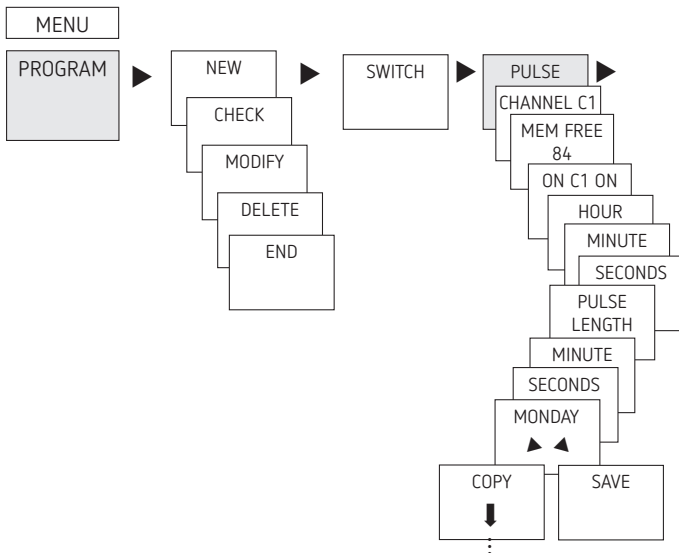 MENU
PROGRAM
NEW
CHECK
MODIFY
DELETE
END
SWITCH
PULSE
CHANNEL C1
MEM FREE
84
ON C1 ON
HOUR
MINUTE
SECONDS
PULSE
LENGTH
MINUTE
SECONDS
MONDAY
COPY
SAVE